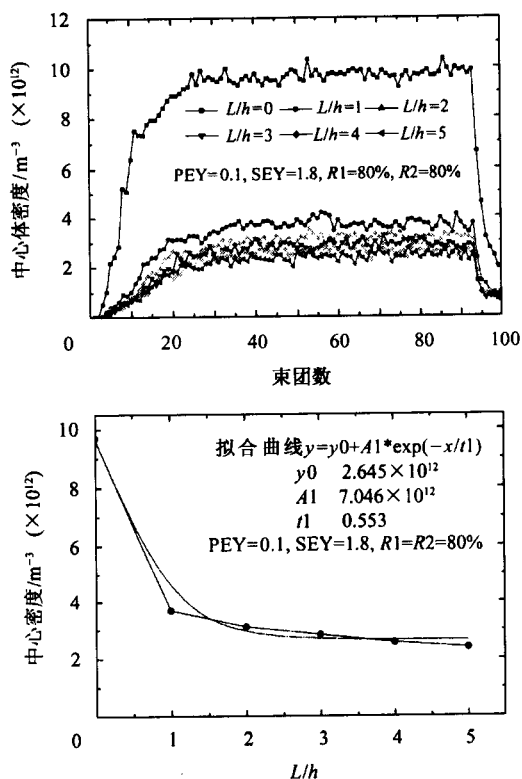 12
10
8
6
4
2
0
中心体密度/m⁻³ (×10¹²)
L/h=0 L/h=1 L/h=2
L/h=3 L/h=4 L/h=5
PEY=0.1, SEY=1.8, R1=80%, R2=80%
20 40 60 80 100
束团数
10
8
6
4
2
0
中心密度/m⁻³ (×10¹²)
拟合曲线y=y0+A1*exp(-x/t1)
y0 2.645×10¹²
A1 7.046×10¹²
t1 0.553
PEY=0.1, SEY=1.8, R1=R2=80%
1 2 3 4 5
L/h